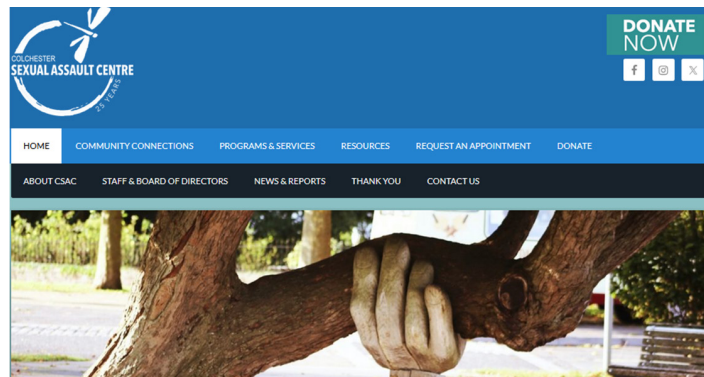 COLCHESTER
SEXUAL ASSAULT CENTRE
25 YEARS
DONATE
NOW
HOME COMMUNITY CONNECTIONS PROGRAMS & SERVICES RESOURCES REQUEST AN APPOINTMENT DONATE
ABOUT CSAC STAFF & BOARD OF DIRECTORS NEWS & REPORTS THANK YOU CONTACT US